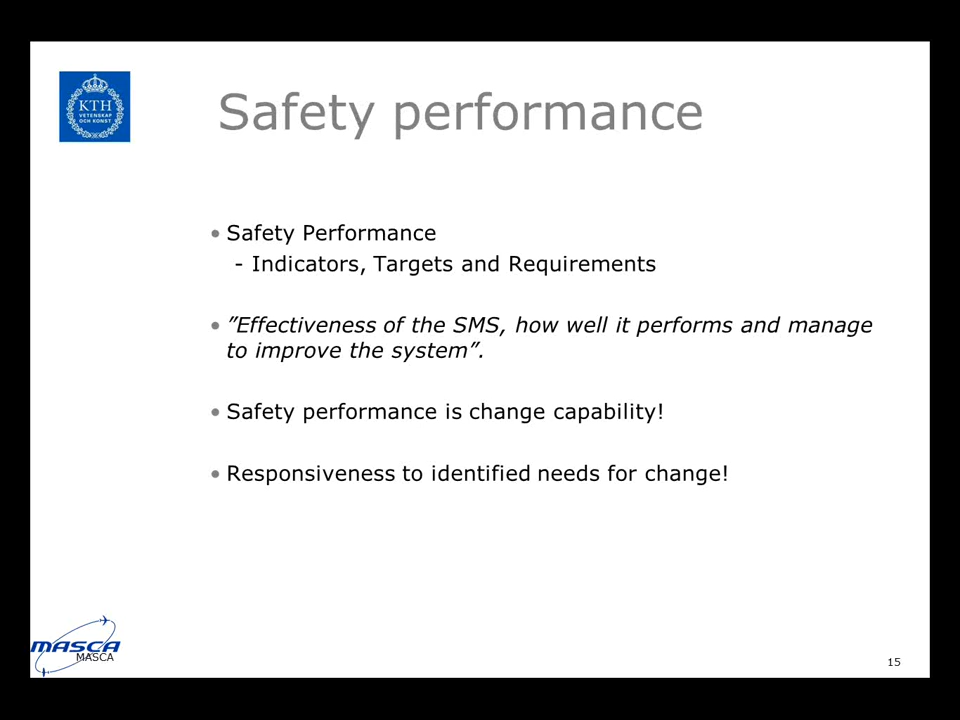 KTH
VETENSKAP
OCH KONST
Safety performance
• Safety Performance
- Indicators, Targets and Requirements
• ”Effectiveness of the SMS, how well it performs and manage
to improve the system”.
• Safety performance is change capability!
• Responsiveness to identified needs for change!
MASCA
MASCA
15